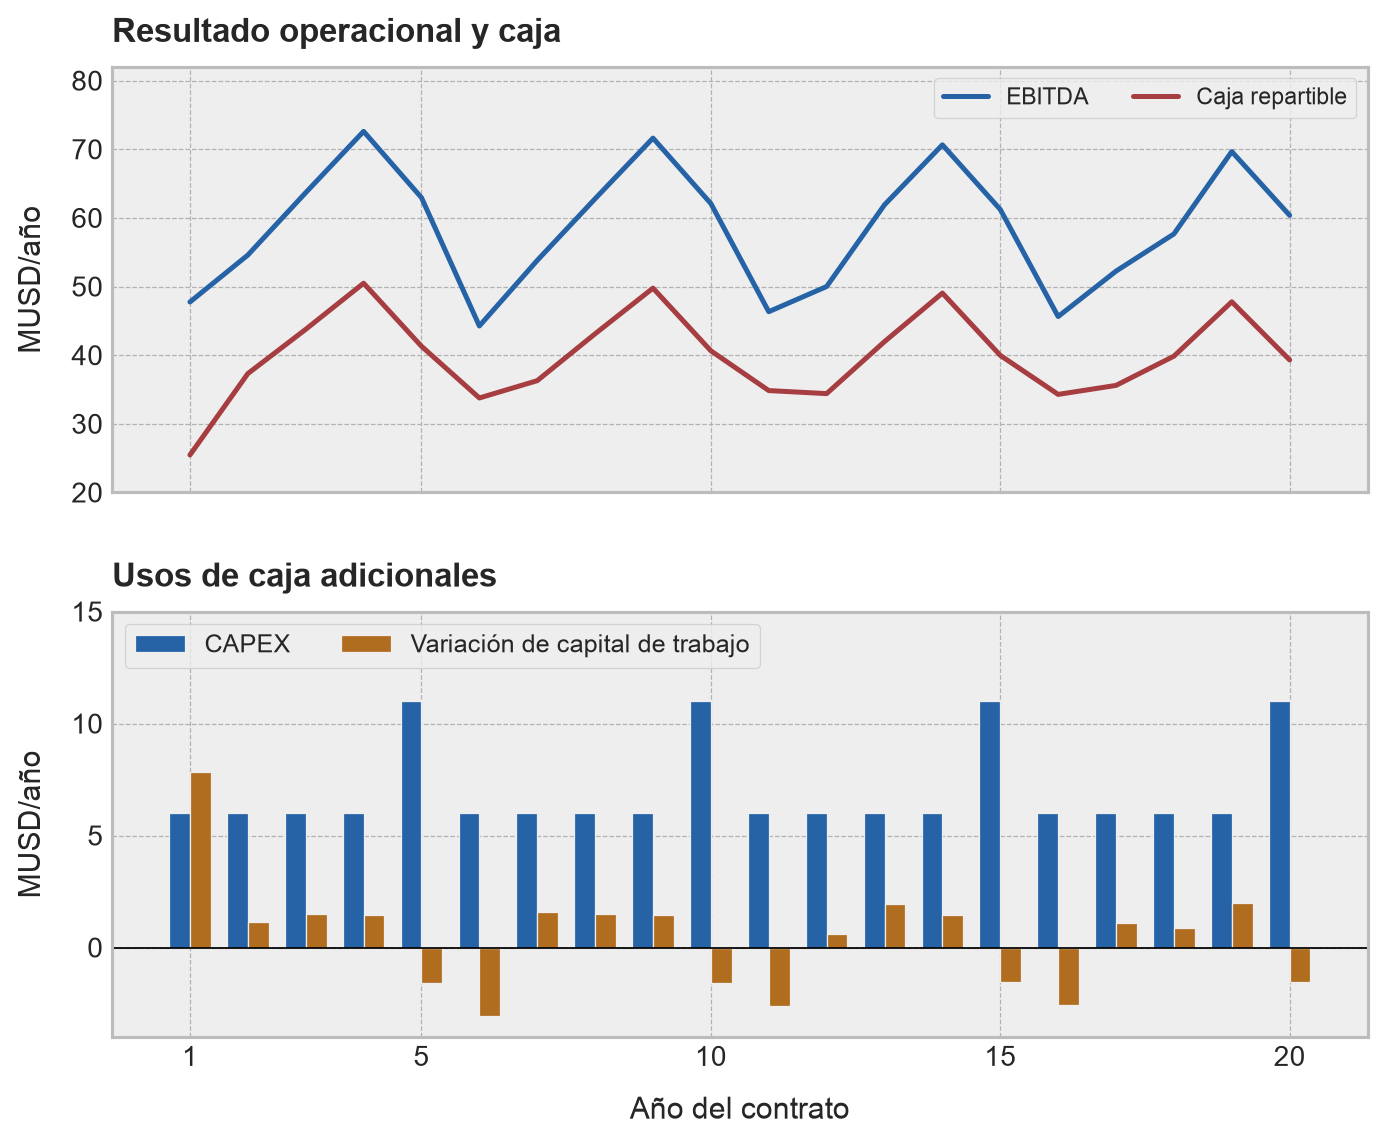 Resultado operacional y caja
80
70
60
50
40
30
20
MUSD/año
EBITDA
Caja repartible
Usos de caja adicionales
15
10
5
0
MUSD/año
CAPEX
Variación de capital de trabajo
1 5 10 15 20
Año del contrato